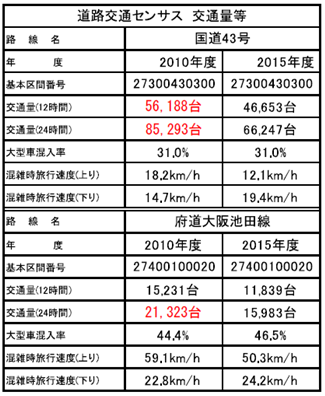 道路交通センサス 交通量等
路線名 国道43号
年度 2010年度 2015年度
基本区間番号 27300430300 27300430300
交通量(12時間) 56,188台 46,653台
交通量(24時間) 85,293台 66,247台
大型車混入率 31.0% 31.0%
混雑時旅行速度(上り) 18.2km/h 12.1km/h
混雑時旅行速度(下り) 14.7km/h 19.4km/h
路線名 府道大阪池田線
年度 2010年度 2015年度
基本区間番号 27400100020 27400100020
交通量(12時間) 15,231台 11,839台
交通量(24時間) 21,323台 15,983台
大型車混入率 44.4% 46.5%
混雑時旅行速度(上り) 59.1km/h 50.3km/h
混雑時旅行速度(下り) 22.8km/h 24.2km/h